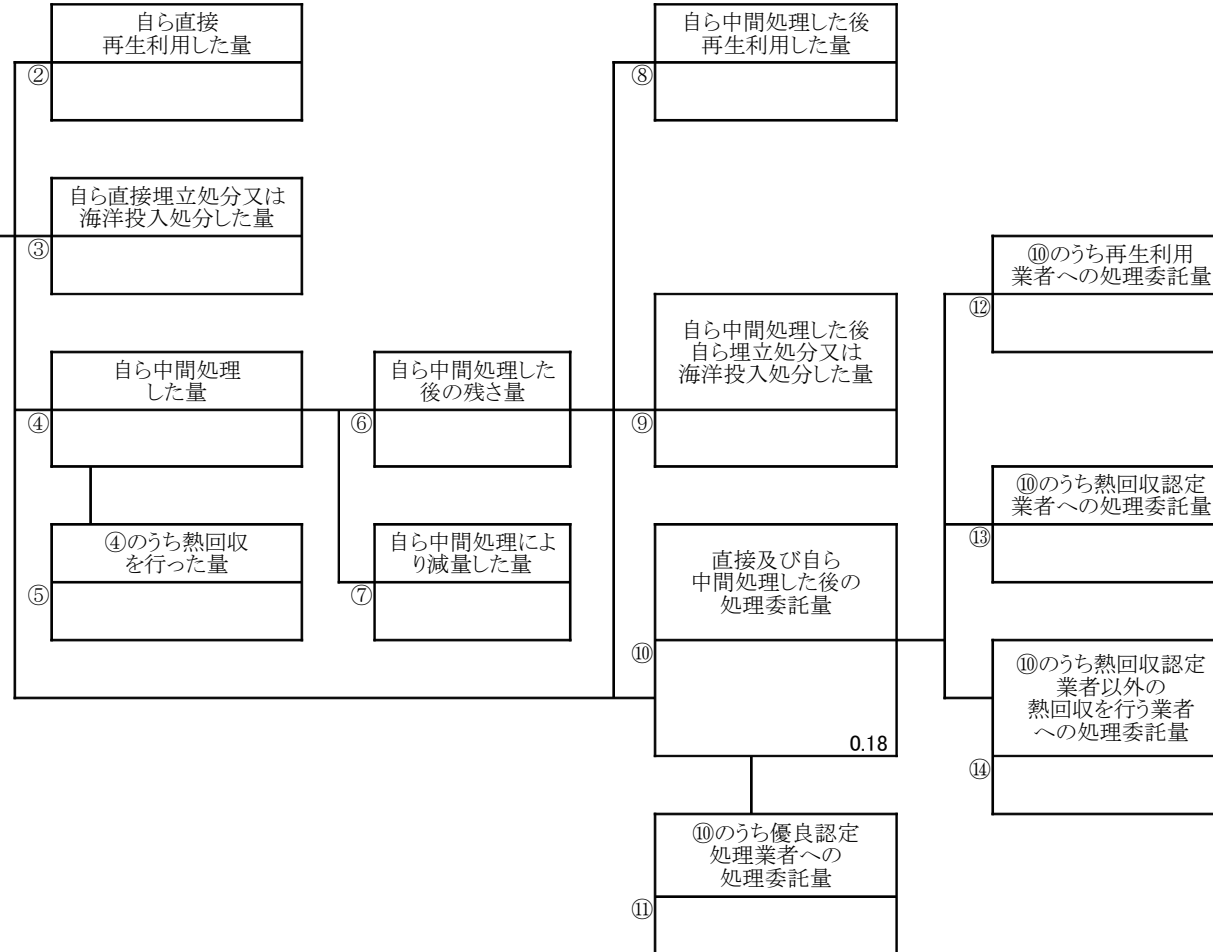 自ら直接
再生利用した量
②
自ら直接埋立処分又は
海洋投入処分した量
③
自ら中間処理
した量
④
④のうち熱回収
を行った量
⑤
自ら中間処理した
後の残さ量
⑥
自ら中間処理によ
り減量した量
⑦
自ら中間処理した後
再生利用した量
⑧
自ら中間処理した後
自ら埋立処分又は
海洋投入処分した量
⑨
直接及び自ら
中間処理した後の
処理委託量
⑩
0.18
⑩のうち優良認定
処理業者への
処理委託量
⑪
⑩のうち再生利用
業者への処理委託量
⑫
⑩のうち熱回収認定
業者への処理委託量
⑬
⑩のうち熱回収認定
業者以外の
熱回収を行う業者
への処理委託量
⑭